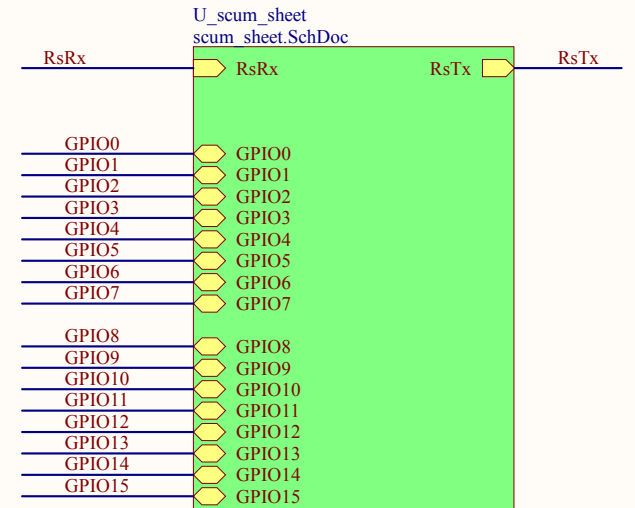 U_scum_sheet
scum_sheet.SchDoc
RsRx RsRx RsTx RsTx
GPIO0 GPIO0
GPIO1 GPIO1
GPIO2 GPIO2
GPIO3 GPIO3
GPIO4 GPIO4
GPIO5 GPIO5
GPIO6 GPIO6
GPIO7 GPIO7
GPIO8 GPIO8
GPIO9 GPIO9
GPIO10 GPIO10
GPIO11 GPIO11
GPIO12 GPIO12
GPIO13 GPIO13
GPIO14 GPIO14
GPIO15 GPIO15